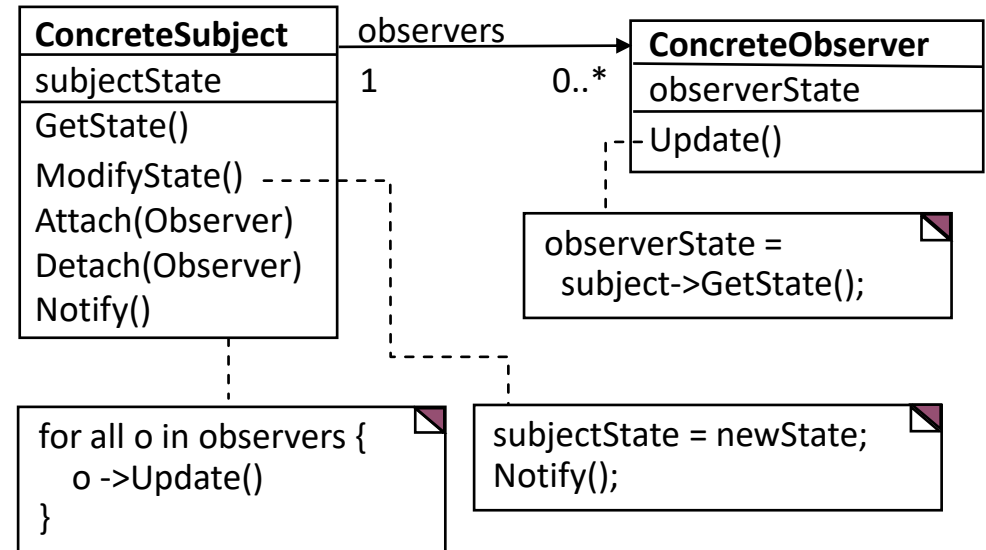 ConcreteSubject
subjectState
GetState()
ModifyState()
Attach(Observer)
Detach(Observer)
Notify()
observers
1
0..*
ConcreteObserver
observerState
Update()
observerState =
subject->GetState();
for all o in observers {
o ->Update()
}
subjectState = newState;
Notify();